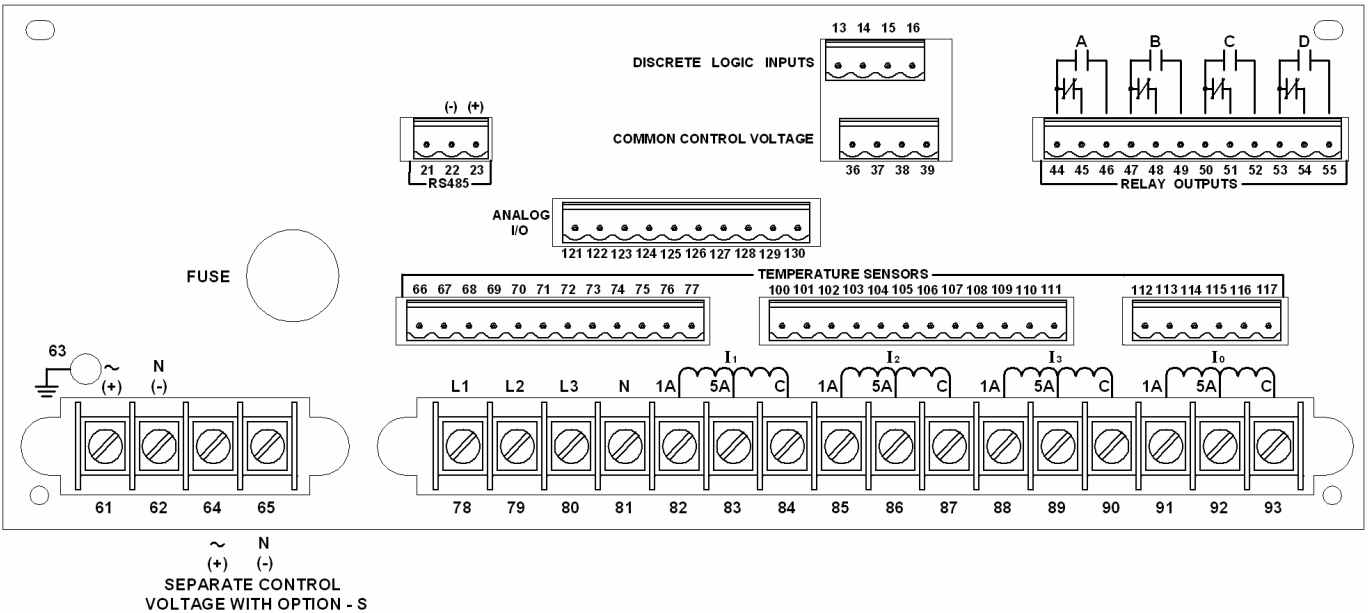 13 14 15 16
A B C D
DISCRETE LOGIC INPUTS
(-) (+)
COMMON CONTROL VOLTAGE
21 22 23
RS485
36 37 38 39
44 45 46 47 48 49 50 51 52 53 54 55
RELAY OUTPUTS
ANALOG
I/O
121 122 123 124 125 126 127 128 129 130
FUSE
TEMPERATURE SENSORS
66 67 68 69 70 71 72 73 74 75 76 77
100 101 102 103 104 105 106 107 108 109 110 111
112 113 114 115 116 117
63
~ N
(+) (-)
I1 I2 I3 I0
L1 L2 L3 N 1A 5A C 1A 5A C 1A 5A C 1A 5A C
61 62 64 65
78 79 80 81 82 83 84 85 86 87 88 89 90 91 92 93
~ N
(+) (-)
SEPARATE CONTROL
VOLTAGE WITH OPTION - S